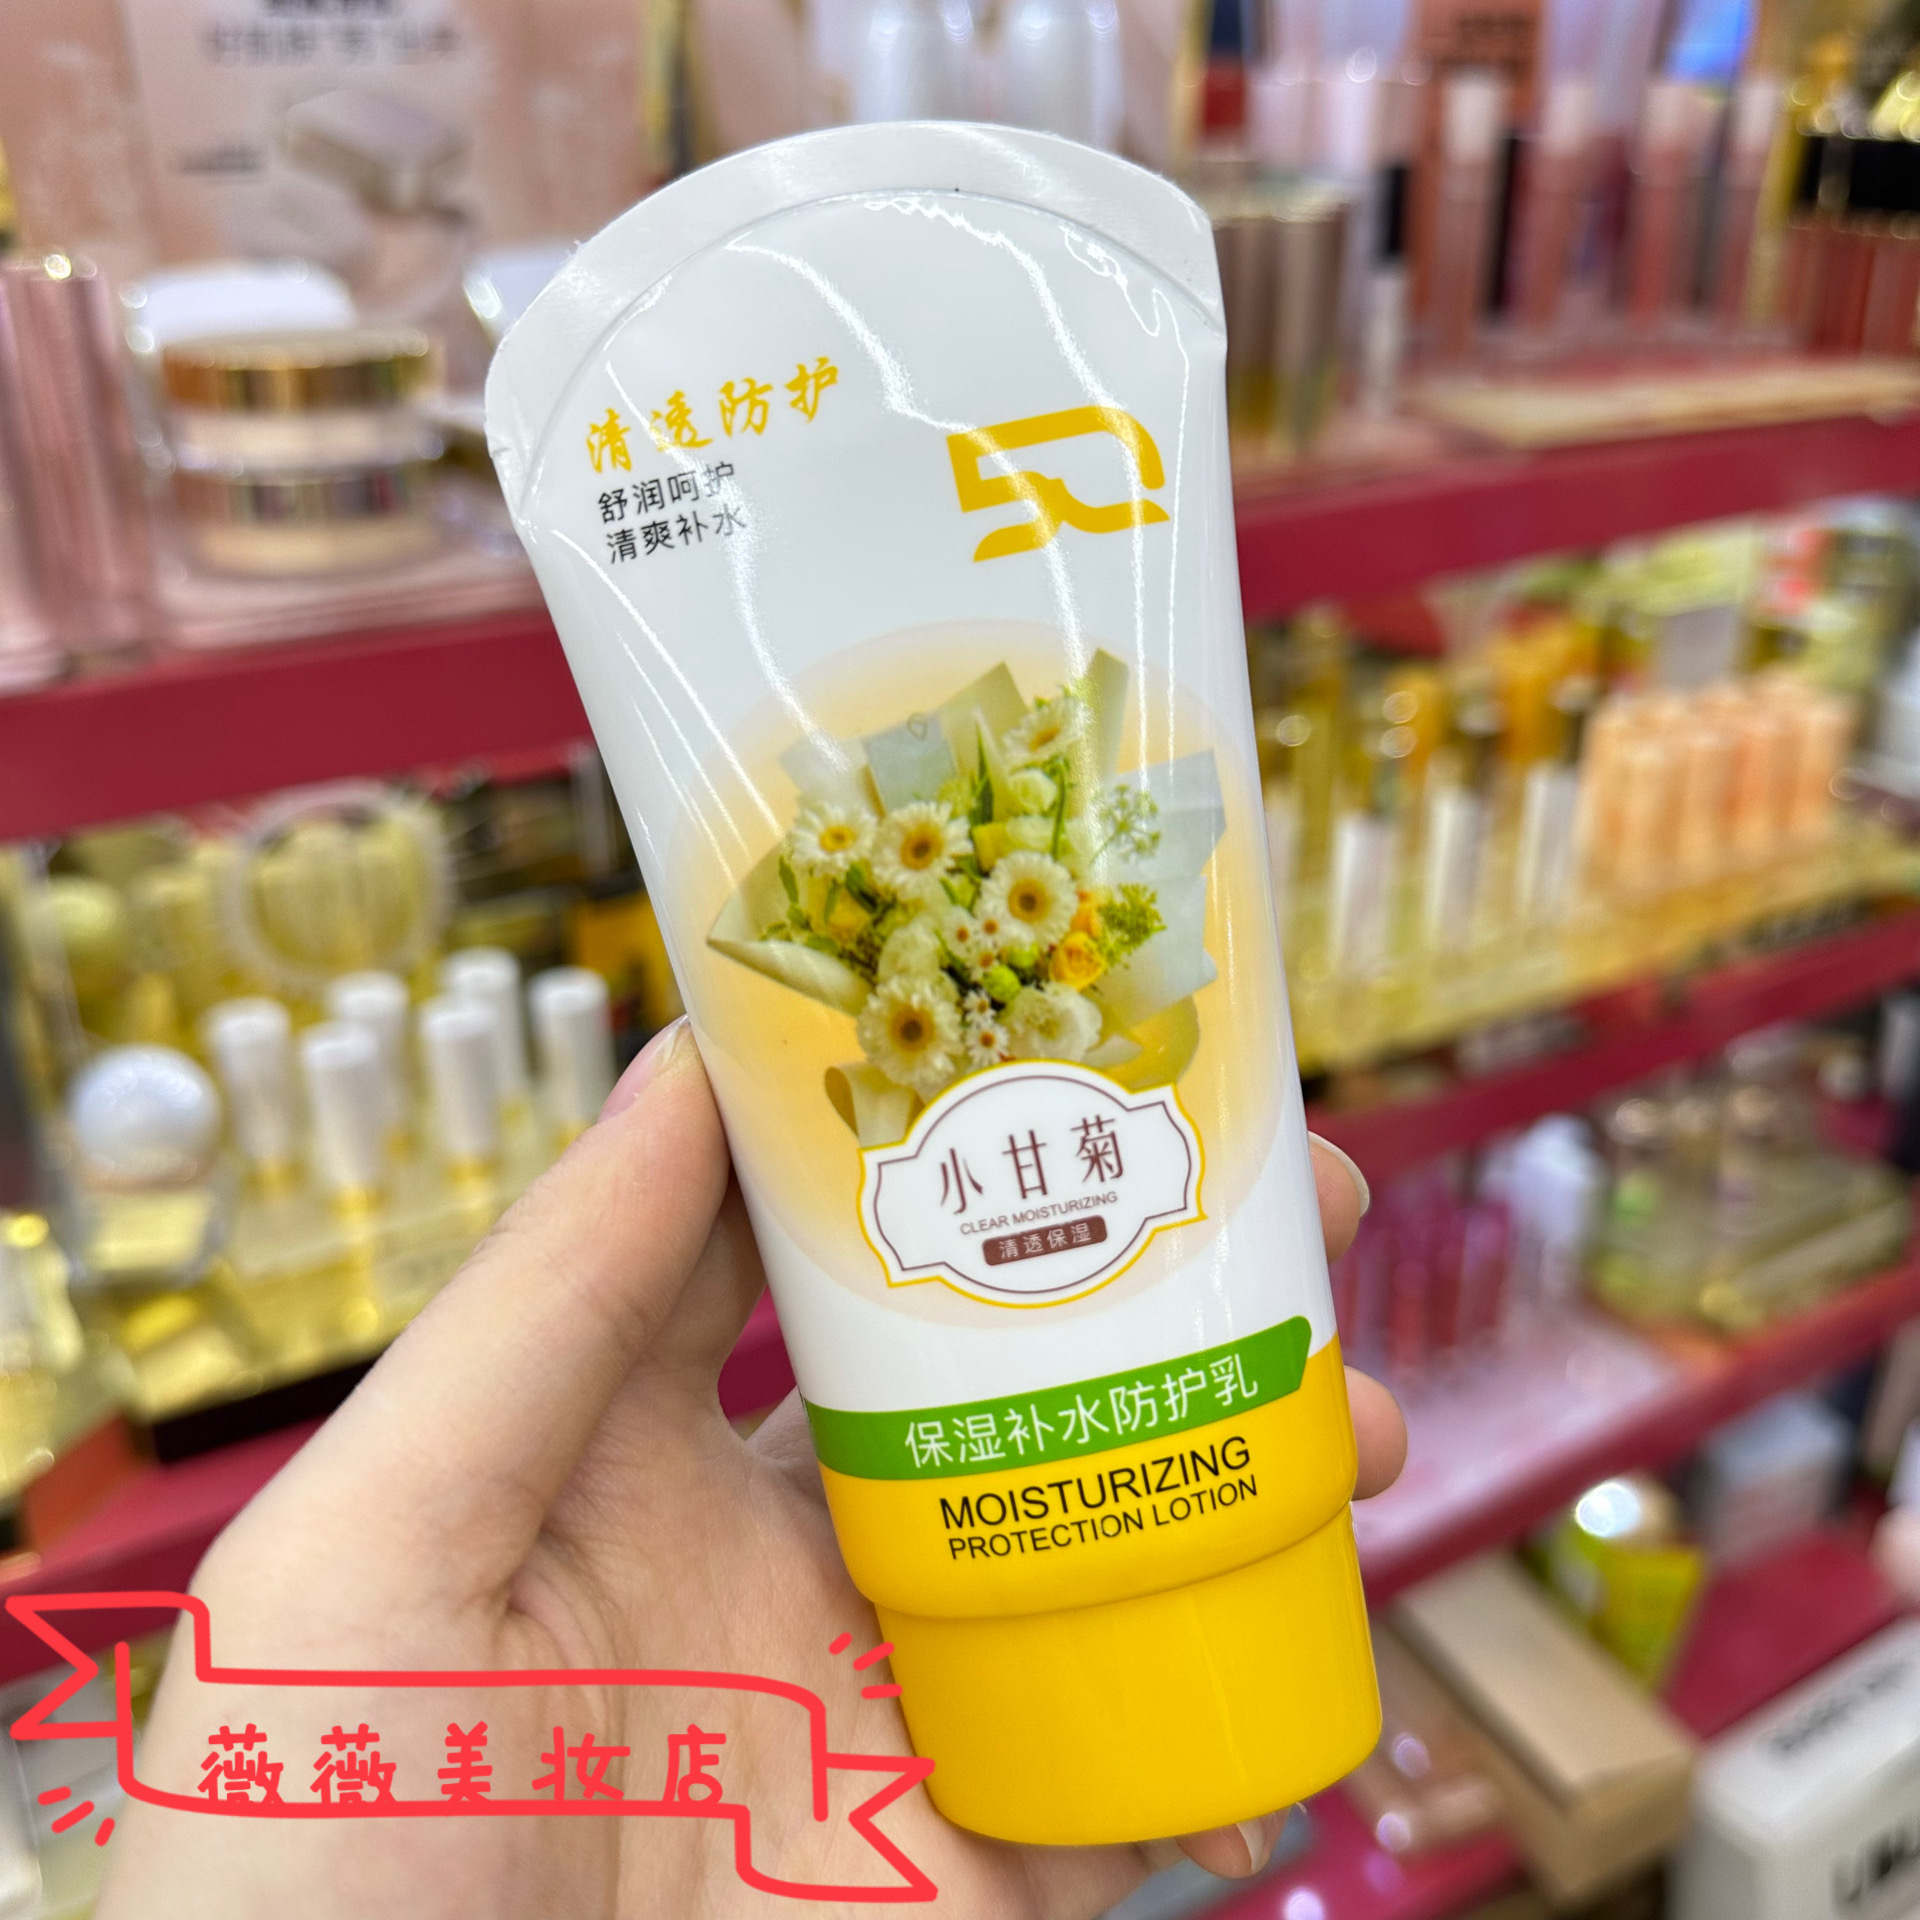 清透防护
舒润呵护
清爽补水
50
小甘菊
CLEAR MOISTURIZING
清透保湿
保湿补水防护乳
MOISTURIZING
PROTECTION LOTION
薇薇美妆店